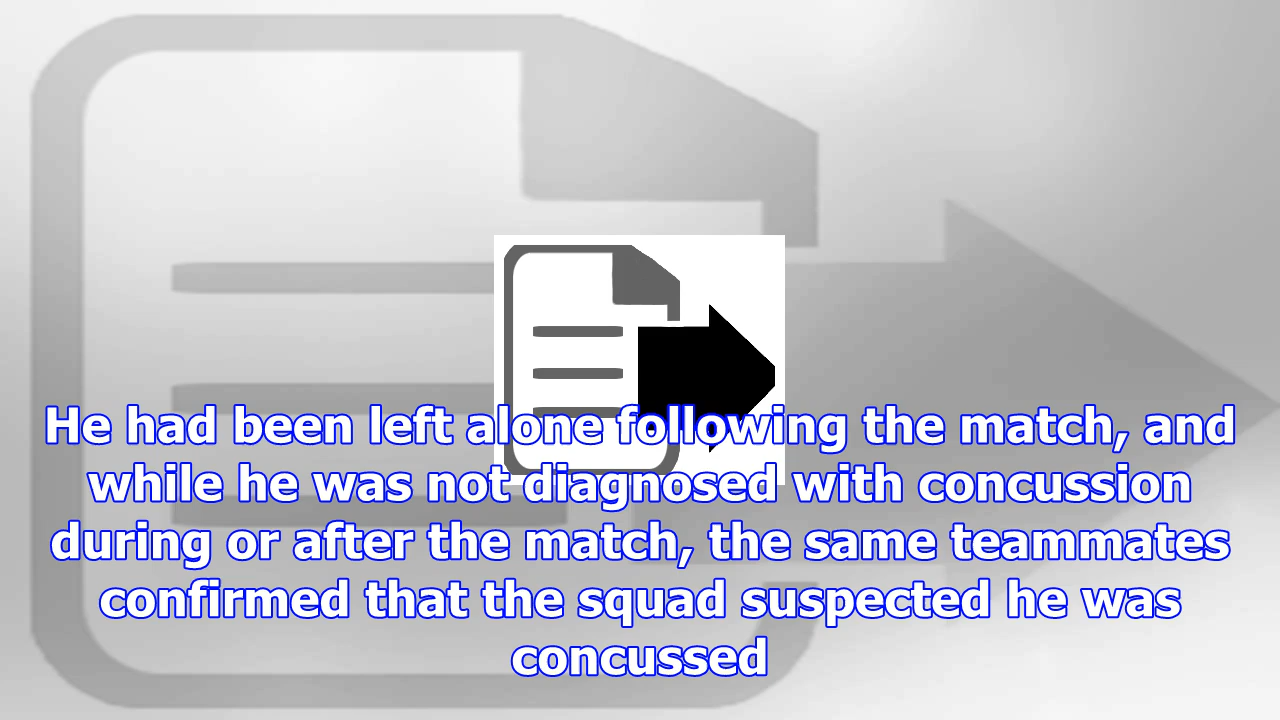 He had been left alone following the match, and
while he was not diagnosed with concussion
during or after the match, the same teammates
confirmed that the squad suspected he was
concussed